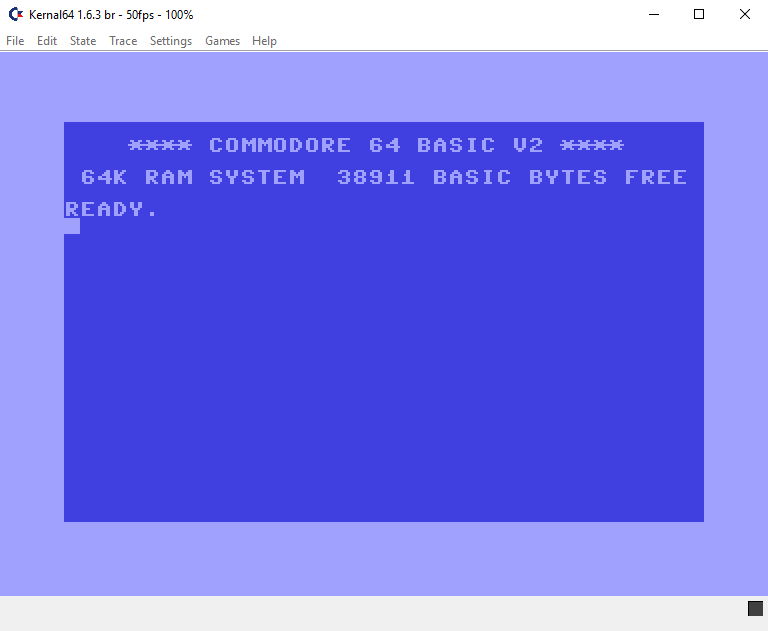 Kernal64 1.6.3 br - 50fps - 100%
File Edit State Trace Settings Games Help
**** COMMODORE 64 BASIC V2 ****
64K RAM SYSTEM  38911 BASIC BYTES FREE
READY.